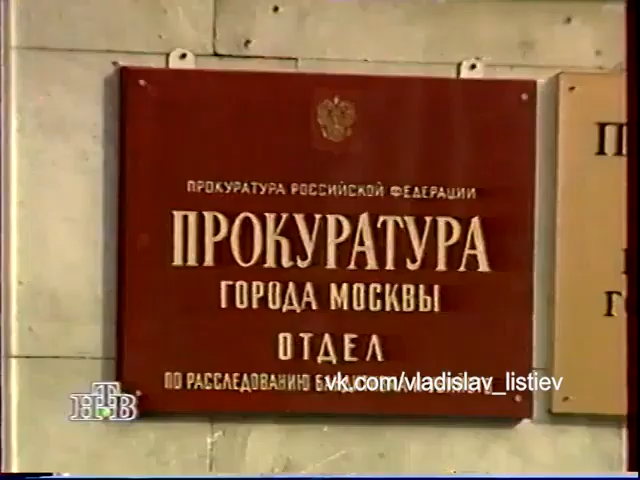 ПРОКУРАТУРА РОССИЙСКОЙ ФЕДЕРАЦИИ
ПРОКУРАТУРА
ГОРОДА МОСКВЫ
ОТДЕЛ
ПО РАССЛЕДОВАНИЮ
vk.com/vladislav_listiev
НТВ